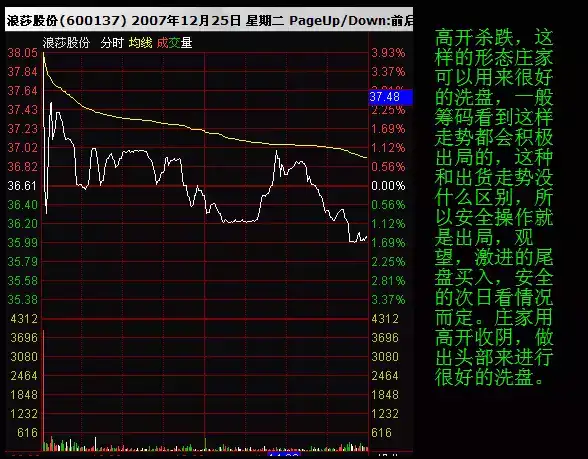 浪莎股份(600137) 2007年12月25日 星期二 PageUp/Down:前后
浪莎股份 分时 均线 成交量
38.05 3.93%
37.84 3.37%
37.64 2.81%
37.48
37.43 2.25%
37.23 1.69%
37.02 1.12%
36.82 0.56%
36.61 0.00%
36.40 0.56%
36.20 1.12%
35.99 1.69%
35.79 2.25%
35.58 2.81%
35.38 3.37%
4312 4312
3696 3696
3080 3080
2464 2464
1848 1848
1232 1232
616 616
高开杀跌，这
样的形态庄家
可以用来很好
的洗盘，一般
筹码看到这样
走势都会积极
出局的，这种
和出货走势没
什么区别，所
以安全操作就
是出局，观
望，激进的尾
盘买入，安全
的次日看情况
而定。庄家用
高开收阴，做
出头部来进行
很好的洗盘。